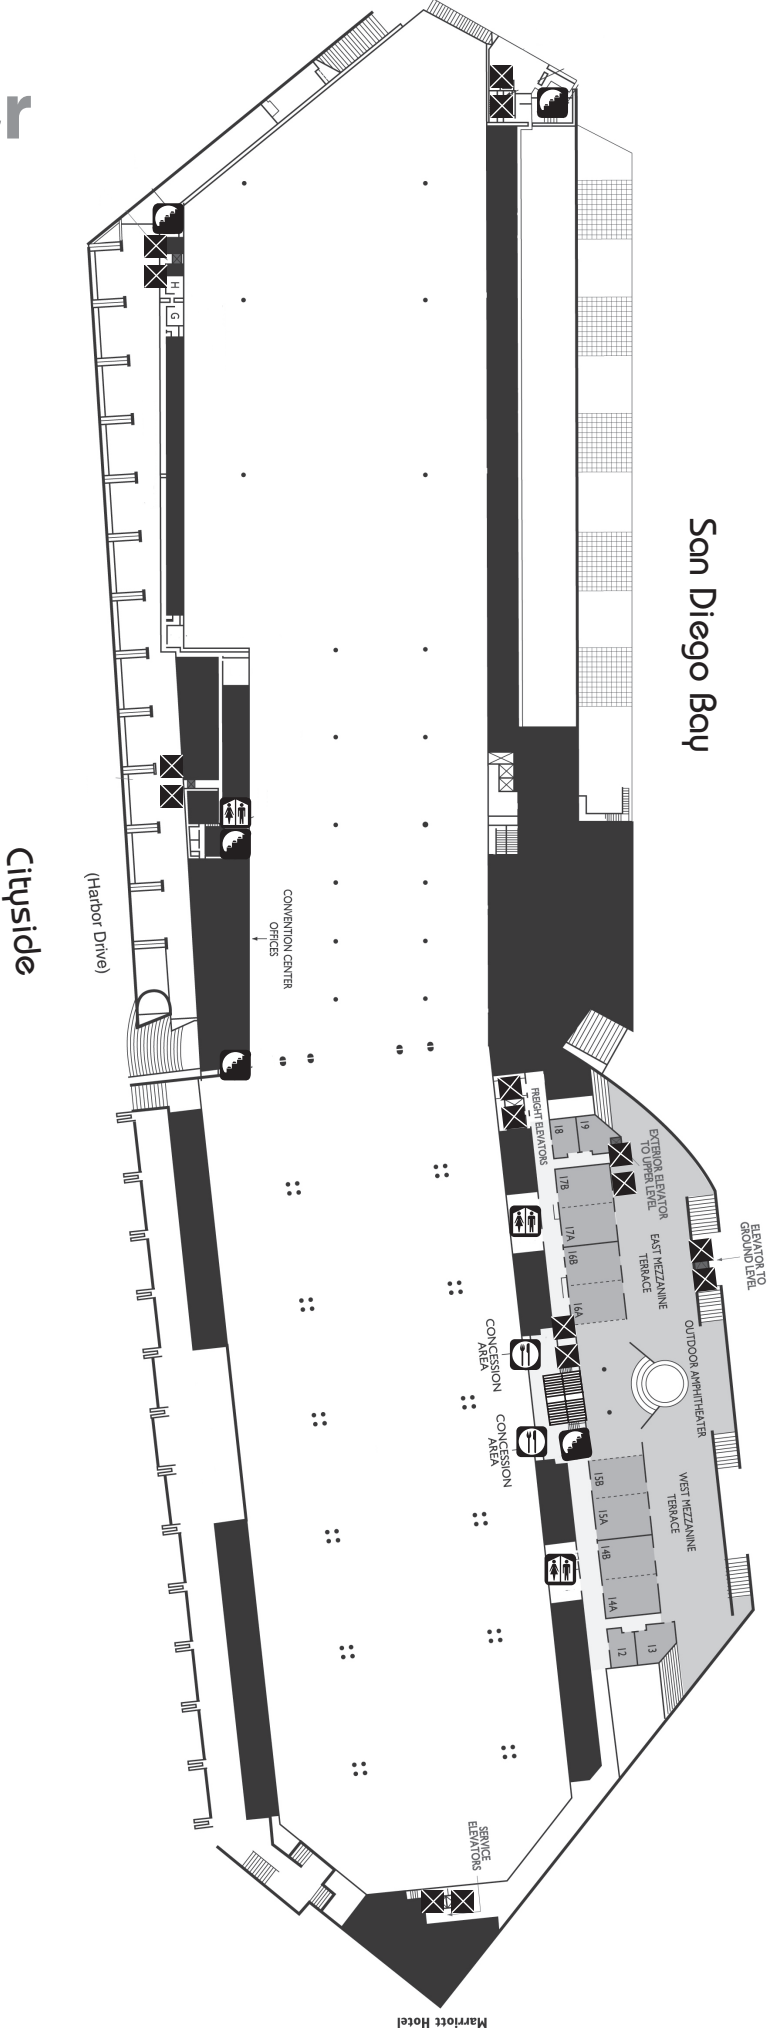 r
San Diego Bay
Cityside
(Harbor Drive)
H
G
CONVENTION CENTER
OFFICES
FREIGHT ELEVATORS
18
19
EXTERIOR ELEVATOR
TO UPPER LEVEL
ELEVATOR TO
GROUND LEVEL
17B
17A
16B
16A
EAST MEZZANINE
TERRACE
OUTDOOR AMPHITHEATER
CONCESSION
AREA
CONCESSION
AREA
15B
15A
14B
14A
WEST MEZZANINE
TERRACE
12
13
SERVICE
ELEVATORS
Marriott Hotel